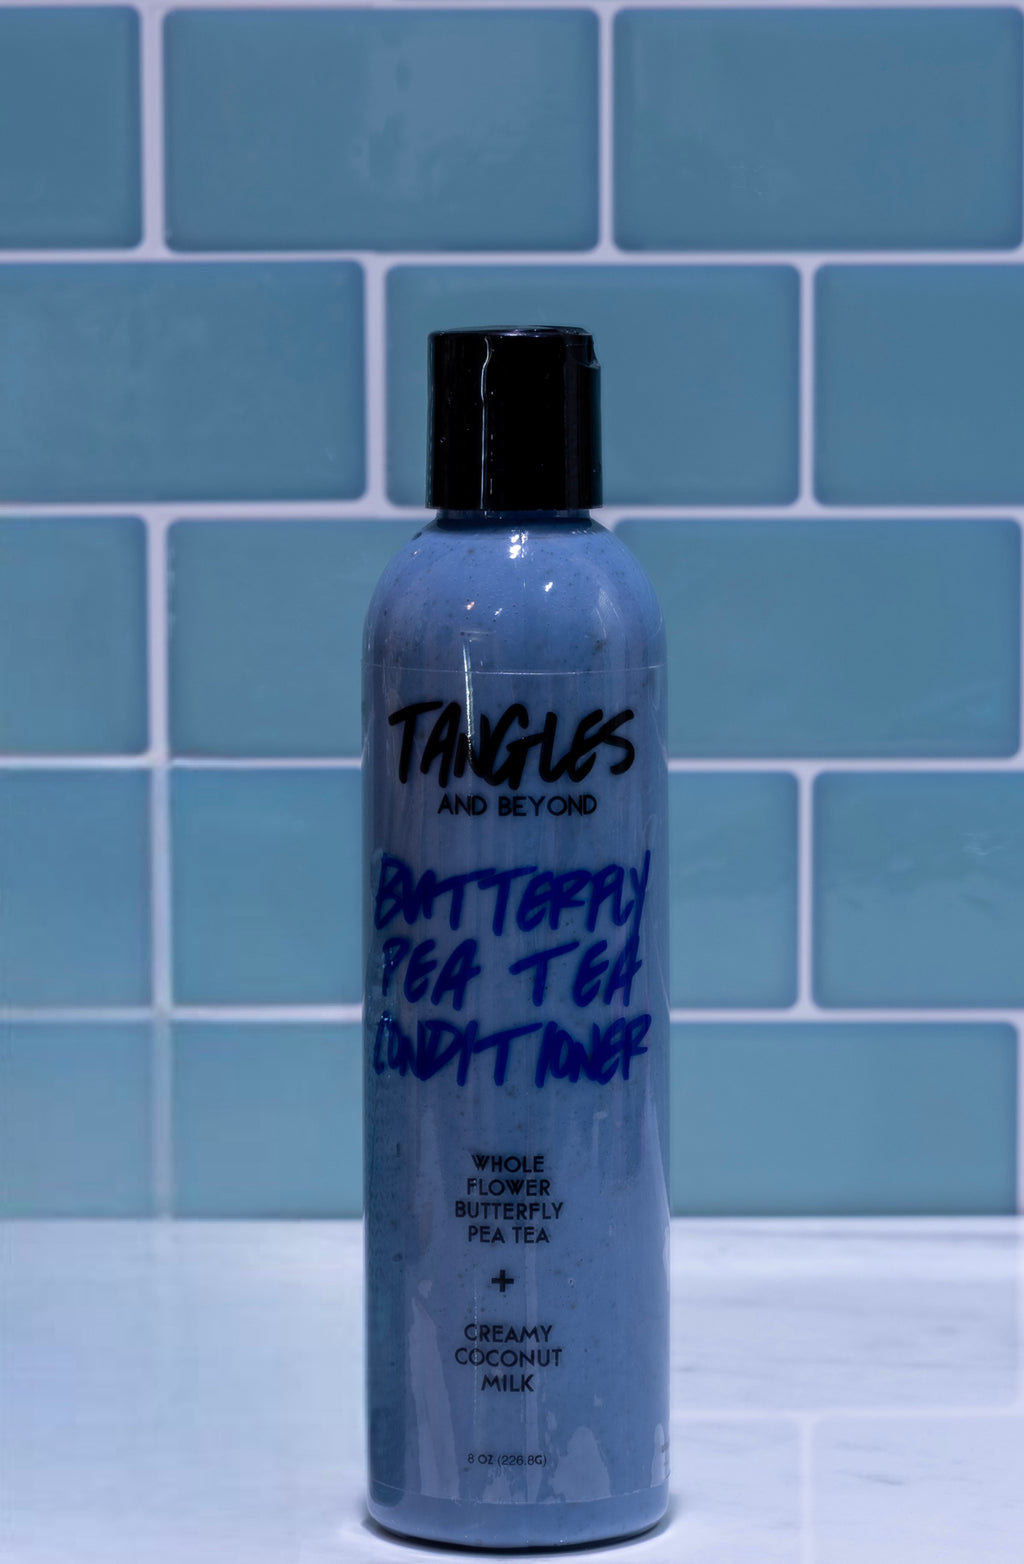 TANGLES
AND BEYOND
BUTTERFLY
PEA TEA
CONDITIONER
WHOLE
FLOWER
BUTTERFLY
PEA TEA
+
CREAMY
COCONUT
MILK
8 OZ (226.8G)